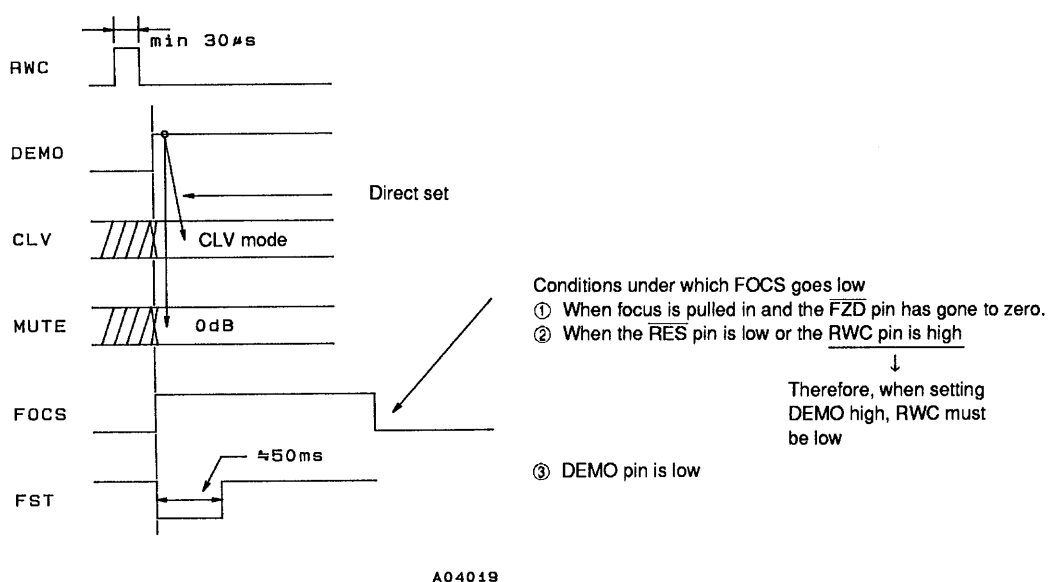 min 30μs
RWC
DEMO
Direct set
CLV
CLV mode
MUTE
0dB
Conditions under which FOCS goes low
① When focus is pulled in and the F̅Z̅D̅ pin has gone to zero.
② When the R̅E̅S̅ pin is low or the RWC pin is high
↓
Therefore, when setting
DEMO high, RWC must
be low
FOCS
≒50ms
③ DEMO pin is low
FST
A04019